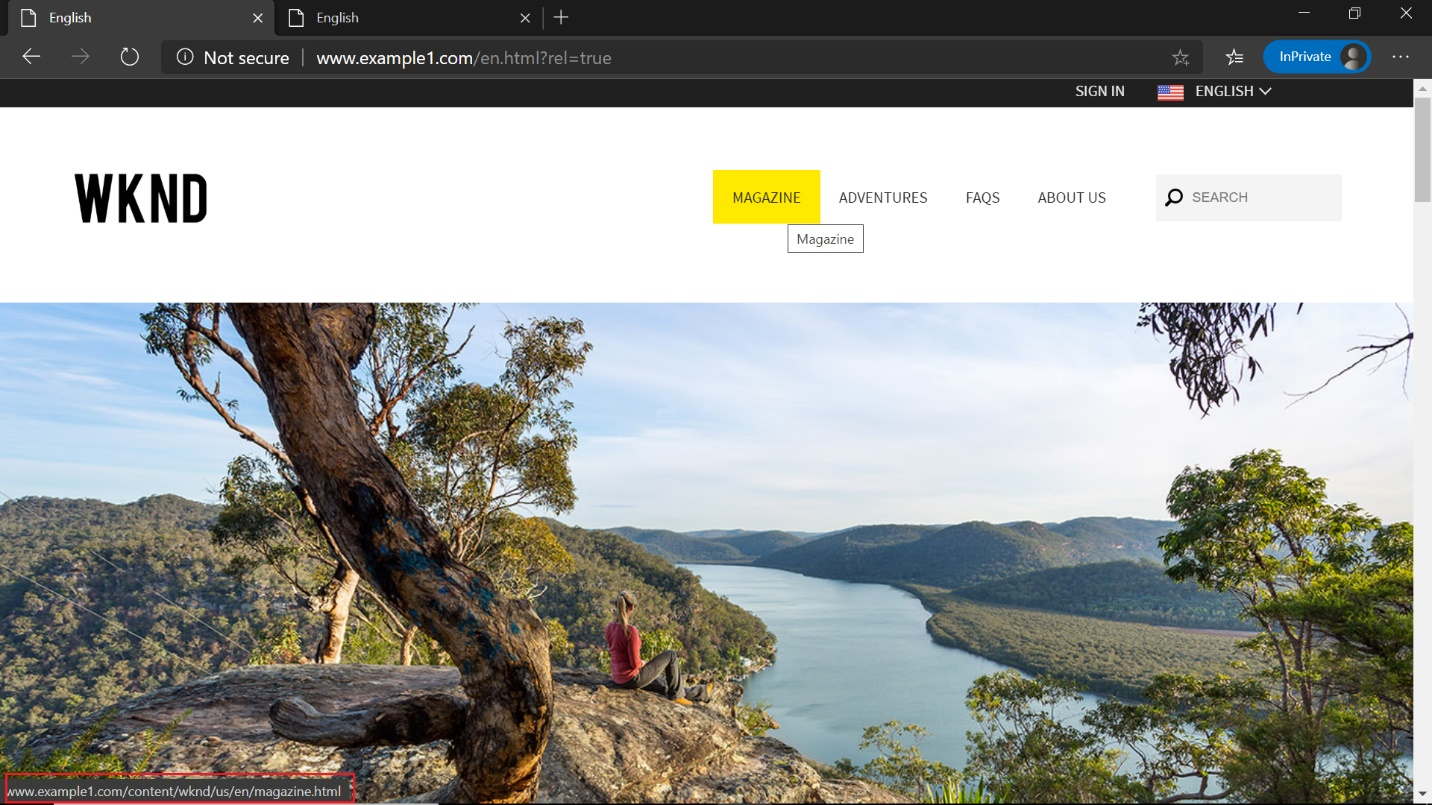 English
English
Not secure
www.example1.com/en.html?rel=true
InPrivate
SIGN IN
ENGLISH
WKND
MAGAZINE
ADVENTURES
FAQS
ABOUT US
SEARCH
Magazine
www.example1.com/content/wknd/us/en/magazine.html